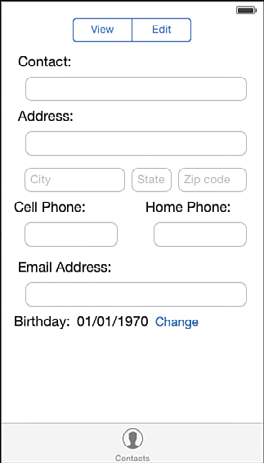 View Edit
Contact:
Address:
City State Zip code
Cell Phone: Home Phone:
Email Address:
Birthday: 01/01/1970 Change
Contacts